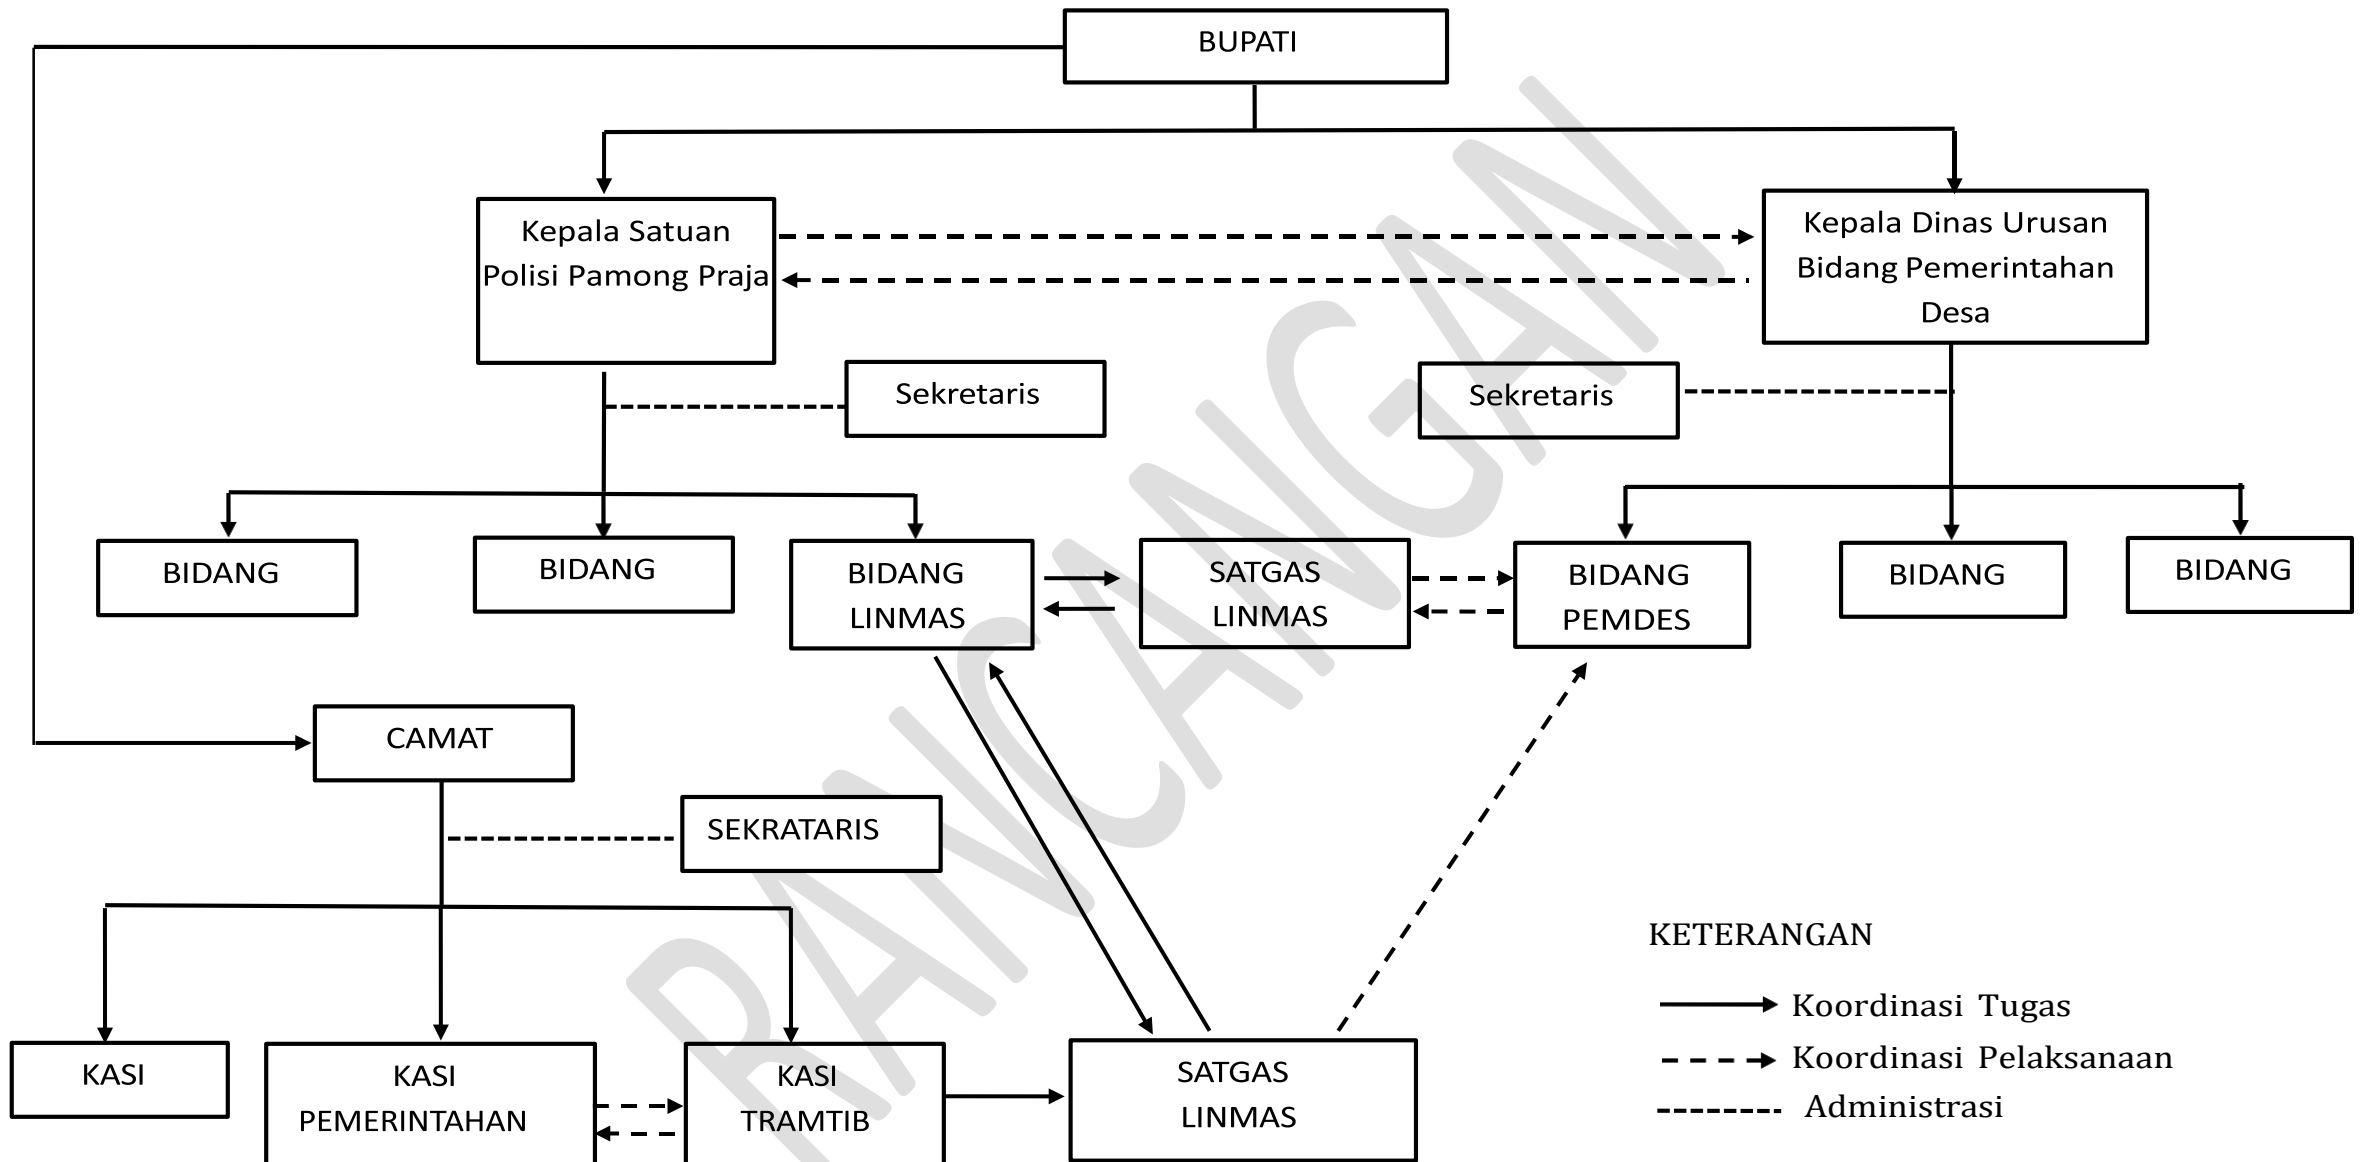 BUPATI
Kepala Satuan
Polisi Pamong Praja
Kepala Dinas Urusan
Bidang Pemerintahan
Desa
Sekretaris
Sekretaris
BIDANG
BIDANG
BIDANG
LINMAS
SATGAS
LINMAS
BIDANG
PEMDES
BIDANG
BIDANG
CAMAT
SEKRATARIS
KASI
KASI
PEMERINTAHAN
KASI
TRAMTIB
SATGAS
LINMAS
KETERANGAN
Koordinasi Tugas
Koordinasi Pelaksanaan
Administrasi
RANCANGAN